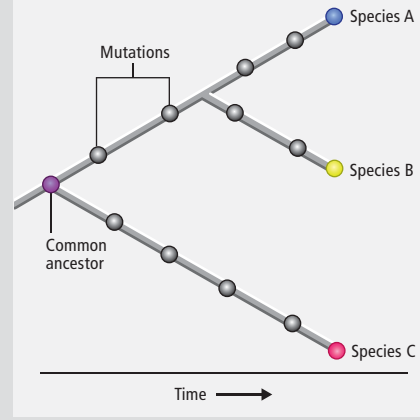 Species A
Mutations
Species B
Common
ancestor
Species C
Time